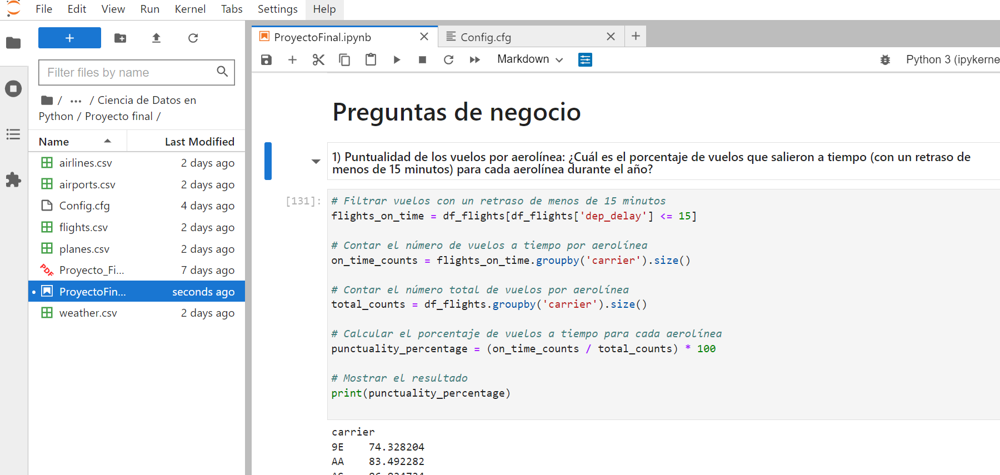 File Edit View Run Kernel Tabs Settings Help
Filter files by name
/ ... / Ciencia de Datos en
Python / Proyecto final /
Name Last Modified
airlines.csv 2 days ago
airports.csv 2 days ago
Config.cfg 4 days ago
flights.csv 2 days ago
planes.csv 2 days ago
PDF Proyecto_Fi... 7 days ago
ProyectoFin... seconds ago
weather.csv 2 days ago
ProyectoFinal.ipynb Config.cfg
Markdown Python 3 (ipykerne
Preguntas de negocio
1) Puntualidad de los vuelos por aerolínea: ¿Cuál es el porcentaje de vuelos que salieron a tiempo (con un retraso de
menos de 15 minutos) para cada aerolínea durante el año?
[131]: # Filtrar vuelos con un retraso de menos de 15 minutos
flights_on_time = df_flights[df_flights['dep_delay'] <= 15]
# Contar el número de vuelos a tiempo por aerolínea
on_time_counts = flights_on_time.groupby('carrier').size()
# Contar el número total de vuelos por aerolínea
total_counts = df_flights.groupby('carrier').size()
# Calcular el porcentaje de vuelos a tiempo para cada aerolínea
punctuality_percentage = (on_time_counts / total_counts) * 100
# Mostrar el resultado
print(punctuality_percentage)
carrier
9E 74.328204
AA 83.492282